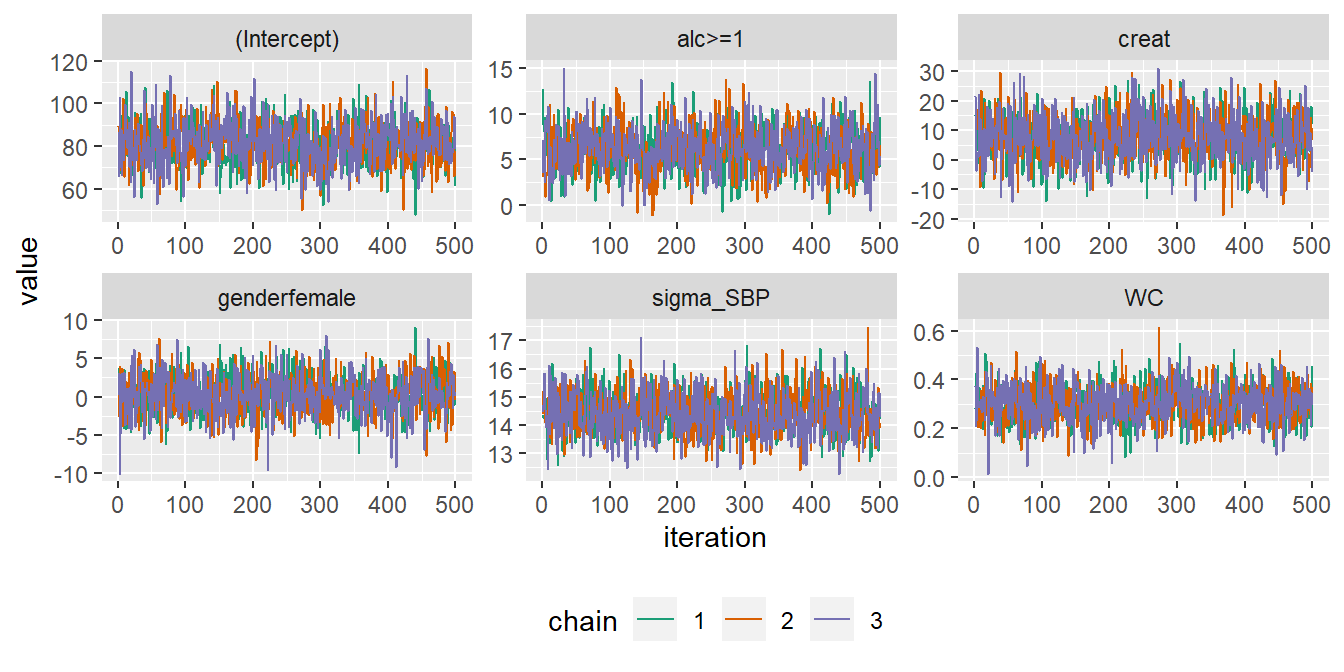 (Intercept) alc>=1 creat
120 15 30
100 10 20
80 5 10
60 0 0
-10
-20
0 100 200 300 400 500 0 100 200 300 400 500 0 100 200 300 400 500
value
genderfemale sigma_SBP WC
10 17 0.6
5 16 0.4
0 15 0.2
-5 14 0.0
-10 13
0 100 200 300 400 500 0 100 200 300 400 500 0 100 200 300 400 500
iteration
chain 1 2 3